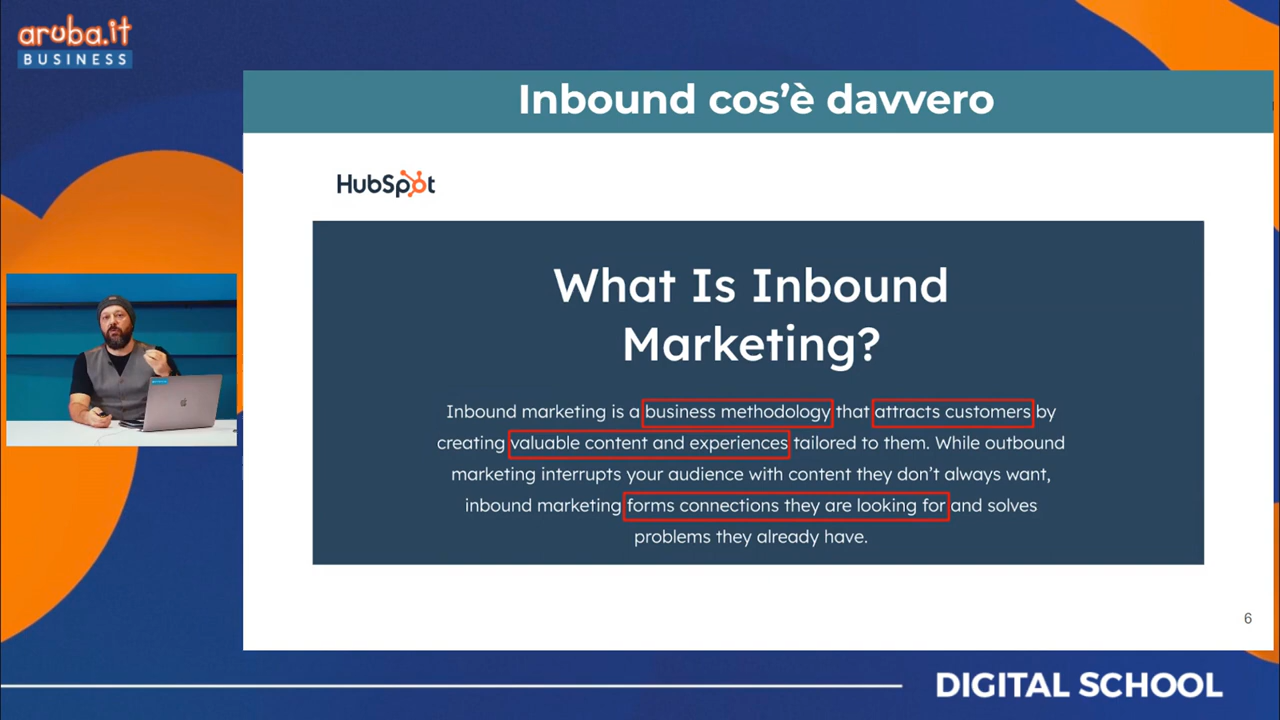 aruba.it
BUSINESS
Inbound cos'è davvero
HubSpot
What Is Inbound
Marketing?
Inbound marketing is a business methodology that attracts customers by
creating valuable content and experiences tailored to them. While outbound
marketing interrupts your audience with content they don't always want,
inbound marketing forms connections they are looking for and solves
problems they already have.
6
DIGITAL SCHOOL